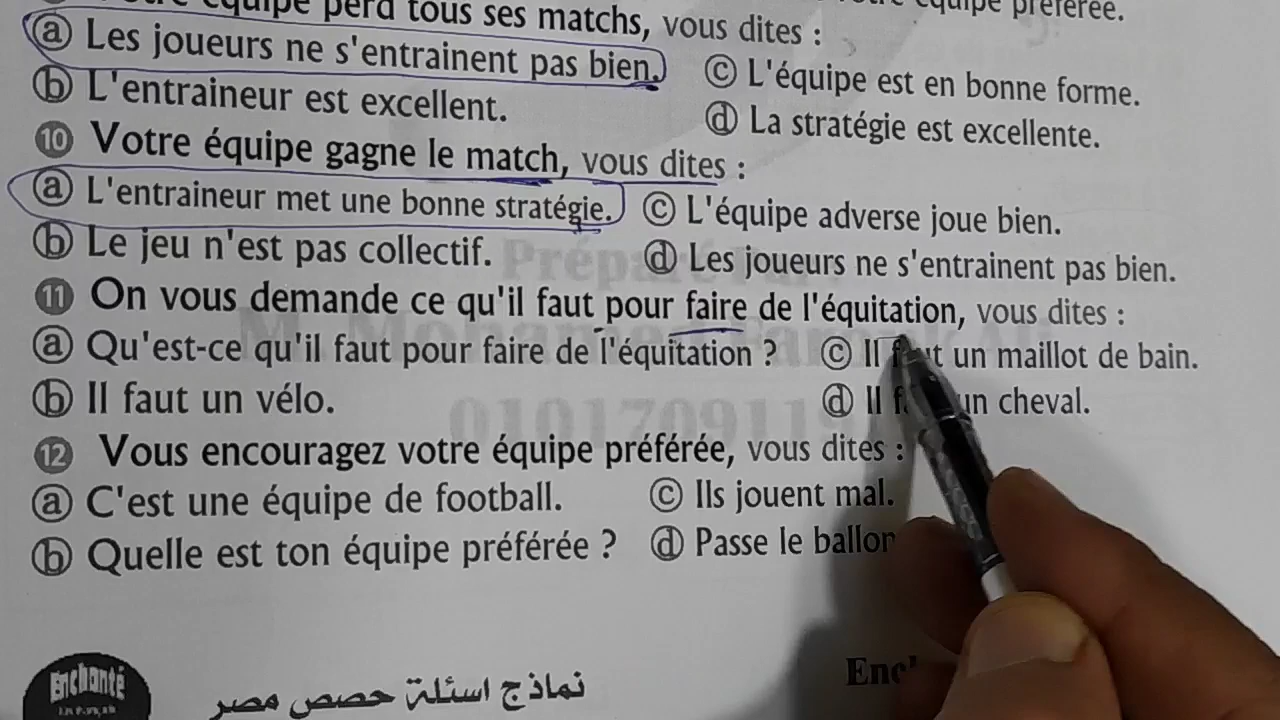 équipe perd tous ses matchs, vous dites :
équipe préférée.
ⓐ Les joueurs ne s'entrainent pas bien.
ⓒ L'équipe est en bonne forme.
ⓑ L'entraineur est excellent.
ⓓ La stratégie est excellente.
10 Votre équipe gagne le match, vous dites :
ⓐ L'entraineur met une bonne stratégie.
ⓒ L'équipe adverse joue bien.
ⓑ Le jeu n'est pas collectif.
ⓓ Les joueurs ne s'entrainent pas bien.
11 On vous demande ce qu'il faut pour faire de l'équitation, vous dites :
ⓐ Qu'est-ce qu'il faut pour faire de l'équitation ?
ⓒ Il faut un maillot de bain.
ⓑ Il faut un vélo.
ⓓ Il un cheval.
12 Vous encouragez votre équipe préférée, vous dites :
ⓐ C'est une équipe de football.
ⓒ Ils jouent mal.
ⓑ Quelle est ton équipe préférée ?
ⓓ Passe le ballon
Enchanté
نماذج اسئلة حصص مصر